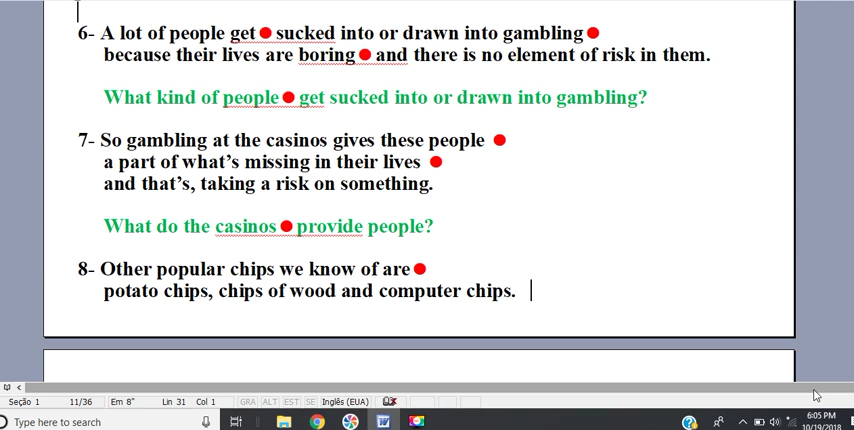 6- A lot of people get sucked into or drawn into gambling
because their lives are boring and there is no element of risk in them.
What kind of people get sucked into or drawn into gambling?
7- So gambling at the casinos gives these people
a part of what's missing in their lives
and that's, taking a risk on something.
What do the casinos provide people?
8- Other popular chips we know of are
potato chips, chips of wood and computer chips.
Seção 1 11/36 Em 8" Lin 31 Col 1 GRA ALT EST SE Inglês (EUA)
Type here to search
6:05 PM
10/19/2018